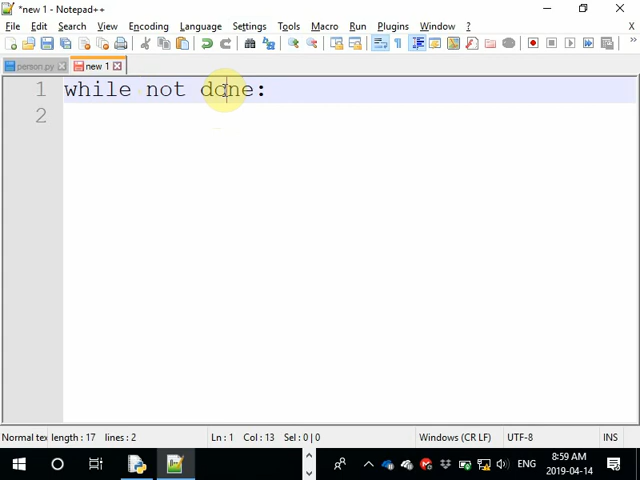 *new 1 - Notepad++
File Edit Search View Encoding Language Settings Tools Macro Run Plugins Window ? X
person.py new 1
1 while not done:
2
Normal tex length : 17 lines : 2 Ln : 1 Col : 13 Sel : 0 | 0 Windows (CR LF) UTF-8 INS
ENG 8:59 AM
2019-04-14